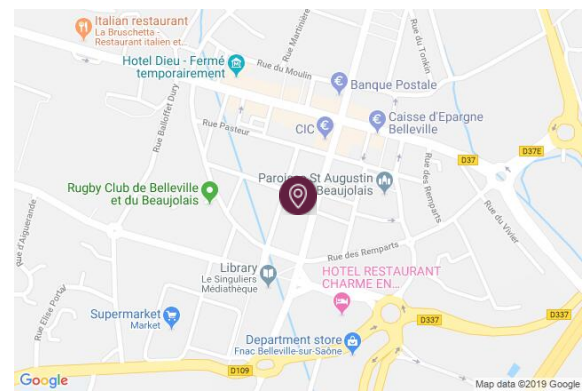 Italian restaurant
La Bruschetta -
Restaurant italien et...
Rue Martinière
Rue du Tonkin
Hotel Dieu - Fermé
temporairement
Rue du Moulin
Banque Postale
Rue Balloffet Dury
Caisse d'Epargne
Belleville
CIC
Rue Pasteur
D37E
D37
Rugby Club de Belleville
et du Beaujolais
Paroisse St Augustin
Beaujolais
Rue des Remparts
Rue du Vivier
que d'Aiguerande
Rue des Remparts
Library
Le Singuliers
Médiathèque
HOTEL RESTAURANT
CHARME EN...
Rue Elise Portal
Supermarket
Market
D337
D337
Department store
Fnac Belleville-sur-Saône
D109
Google
Map data ©2019 Google